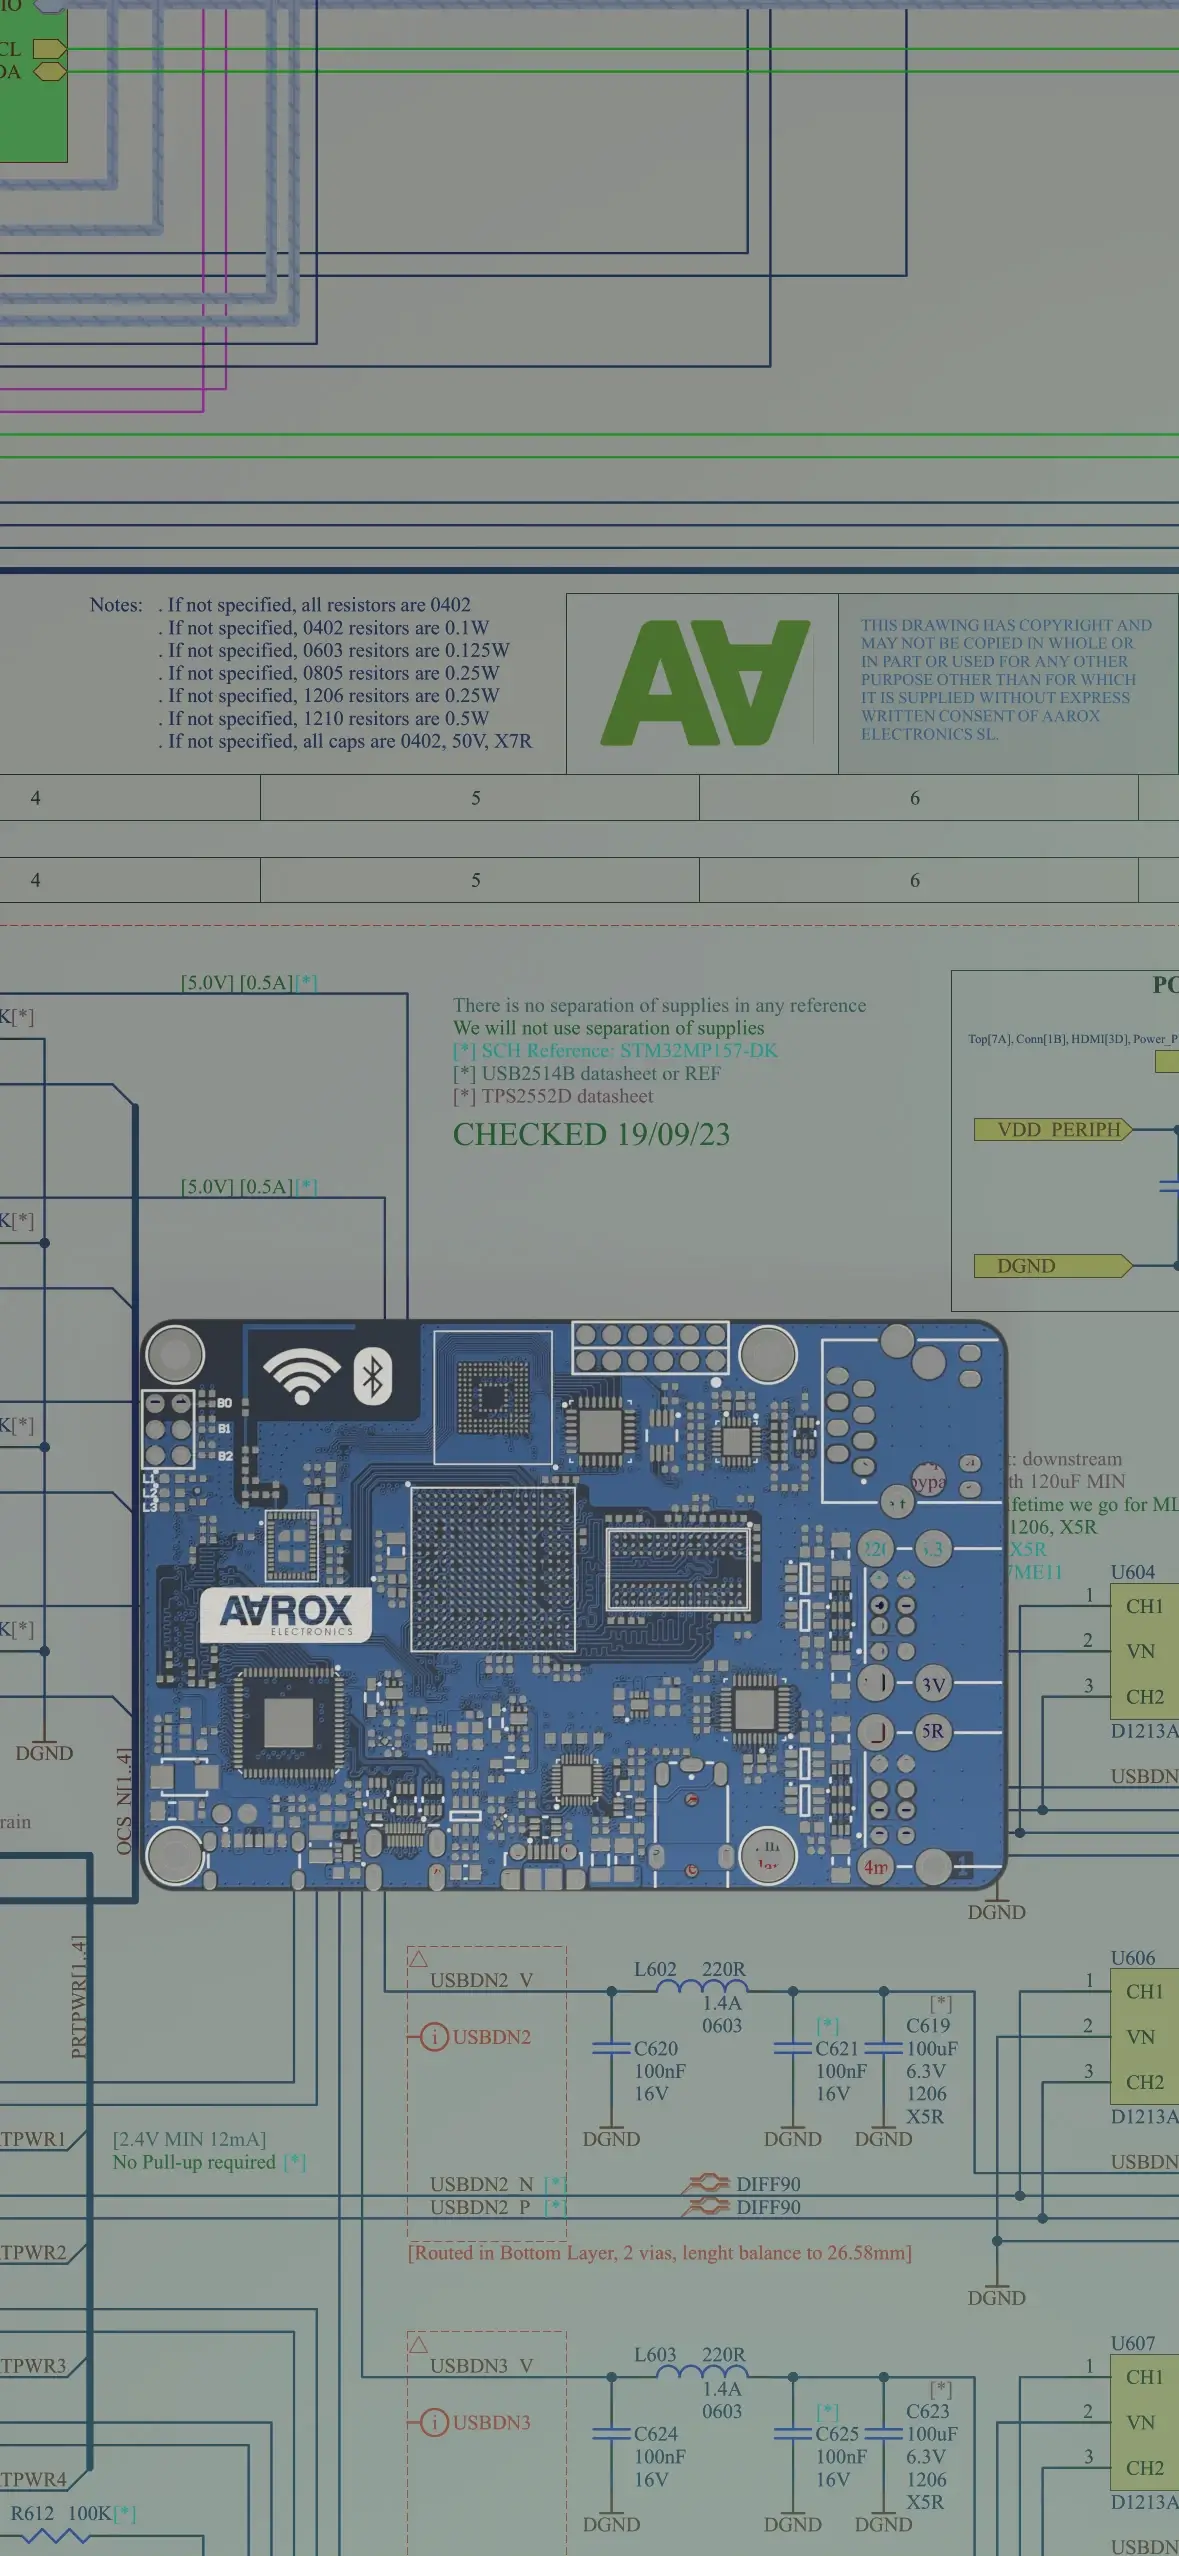 IO
CL
DA
Notes: . If not specified, all resistors are 0402
. If not specified, 0402 resitors are 0.1W
. If not specified, 0603 resitors are 0.125W
. If not specified, 0805 resitors are 0.25W
. If not specified, 1206 resitors are 0.25W
. If not specified, 1210 resitors are 0.5W
. If not specified, all caps are 0402, 50V, X7R
THIS DRAWING HAS COPYRIGHT AND
MAY NOT BE COPIED IN WHOLE OR
IN PART OR USED FOR ANY OTHER
PURPOSE OTHER THAN FOR WHICH
IT IS SUPPLIED WITHOUT EXPRESS
WRITTEN CONSENT OF AAROX
ELECTRONICS SL.
4 5 6
4 5 6
[5.0V] [0.5A][*]
K[*]
There is no separation of supplies in any reference
We will not use separation of supplies
[*] SCH Reference: STM32MP157-DK
[*] USB2514B datasheet or REF
[*] TPS2552D datasheet
CHECKED 19/09/23
PO
Top[7A], Conn[1B], HDMI[3D], Power_P
VDD_PERIPH
DGND
[5.0V] [0.5A][*]
K[*]
K[*]
K[*]
DGND
rain
OCS_N[1..4]
B0
B1
B2
L1
L2
L3
AAROX
ELECTRONICS
ypa
220
3V
5R
4m
1
t: downstream
th 120uF MIN
ifetime we go for ML
1206, X5R
X5R
7ME11
U604
1 CH1
2 VN
3 CH2
D1213A
USBDN
DGND
PRTPWR[1..4]
USBDN2_V
USBDN2
L602 220R
1.4A
0603
C620
100nF
16V
DGND
[*]
C621
100nF
16V
DGND
[*]
C619
100uF
6.3V
1206
X5R
DGND
U606
1 CH1
2 VN
3 CH2
D1213A
USBDN
TPWR1
[2.4V MIN 12mA]
No Pull-up required [*]
USBDN2_N [*] DIFF90
USBDN2_P [*] DIFF90
TPWR2
[Routed in Bottom Layer, 2 vias, lenght balance to 26.58mm]
DGND
TPWR3
USBDN3_V
USBDN3
L603 220R
1.4A
0603
C624
100nF
16V
DGND
[*]
C625
100nF
16V
DGND
[*]
C623
100uF
6.3V
1206
X5R
DGND
U607
1 CH1
2 VN
3 CH2
D1213A
USBDN
TPWR4
R612 100K[*]